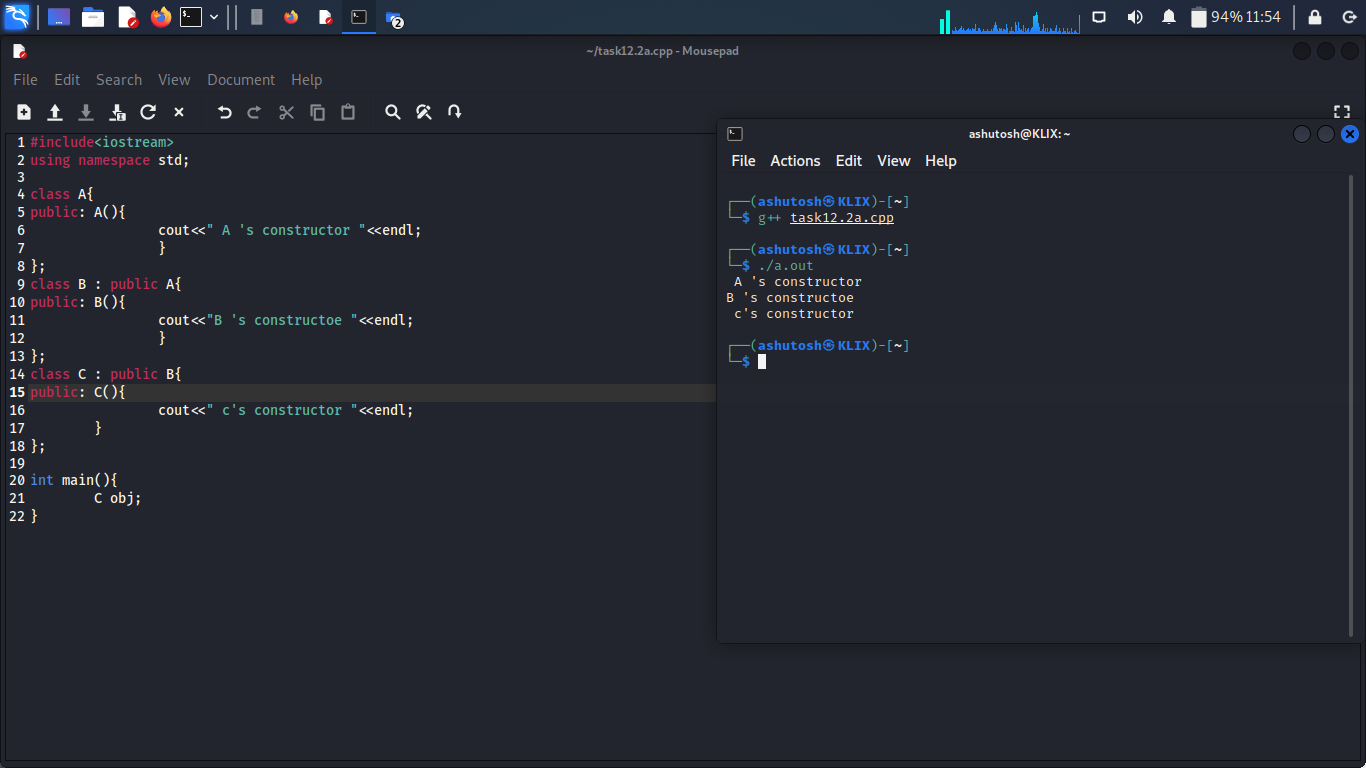 94% 11:54
2
~/task12.2a.cpp - Mousepad
File Edit Search View Document Help
1 #include<iostream>
2 using namespace std;
3
4 class A{
5 public: A(){
6 cout<<" A 's constructor "<<endl;
7 }
8 };
9 class B : public A{
10 public: B(){
11 cout<<"B 's constructoe "<<endl;
12 }
13 };
14 class C : public B{
15 public: C(){
16 cout<<" c's constructor "<<endl;
17 }
18 };
19
20 int main(){
21 C obj;
22 }
ashutosh@KLIX: ~
File Actions Edit View Help
┌──(ashutosh㉿KLIX)-[~]
└─$ g++ task12.2a.cpp
┌──(ashutosh㉿KLIX)-[~]
└─$ ./a.out
A 's constructor
B 's constructoe
c's constructor
┌──(ashutosh㉿KLIX)-[~]
└─$